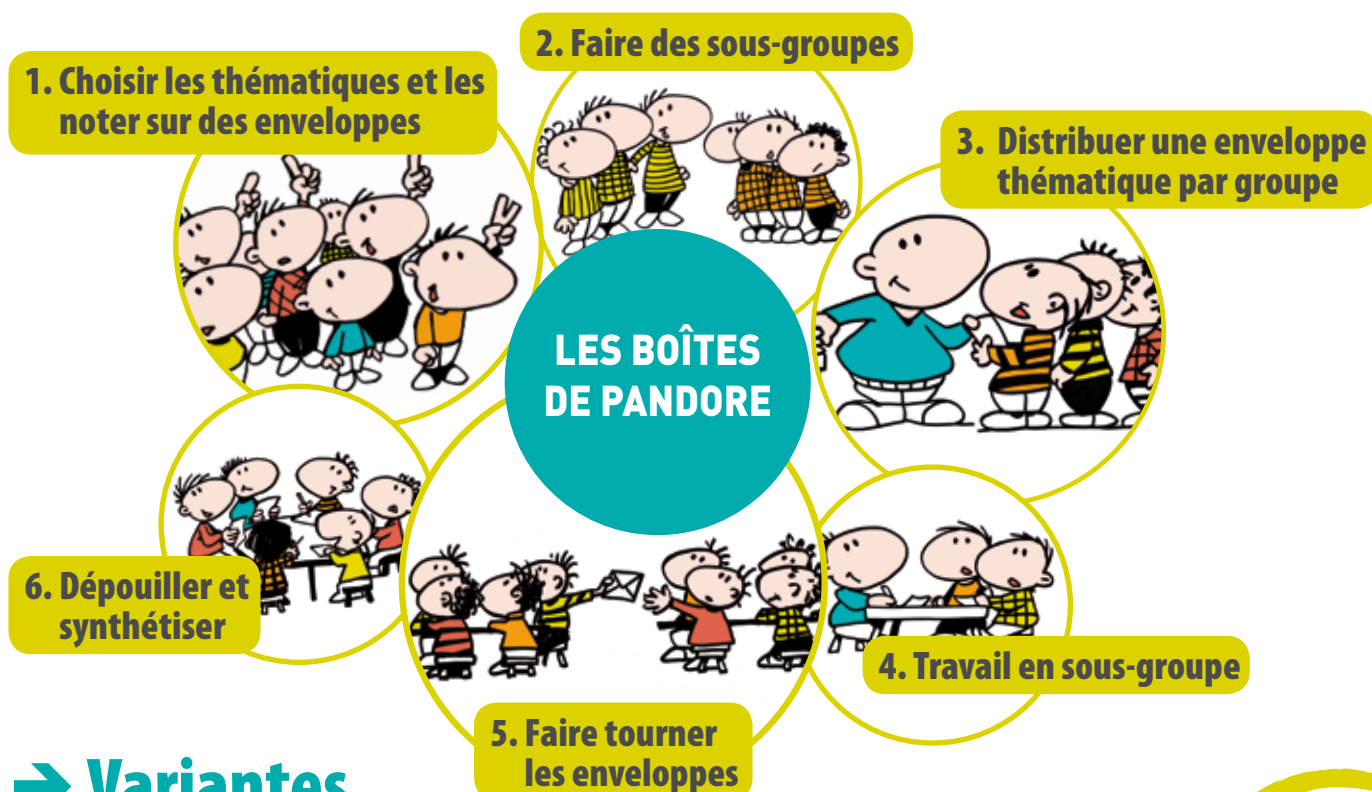 1. Choisir les thématiques et les
noter sur des enveloppes
2. Faire des sous-groupes
3. Distribuer une enveloppe
thématique par groupe
LES BOÎTES
DE PANDORE
4. Travail en sous-groupe
5. Faire tourner
les enveloppes
6. Dépouiller et
synthétiser
→ Variantes